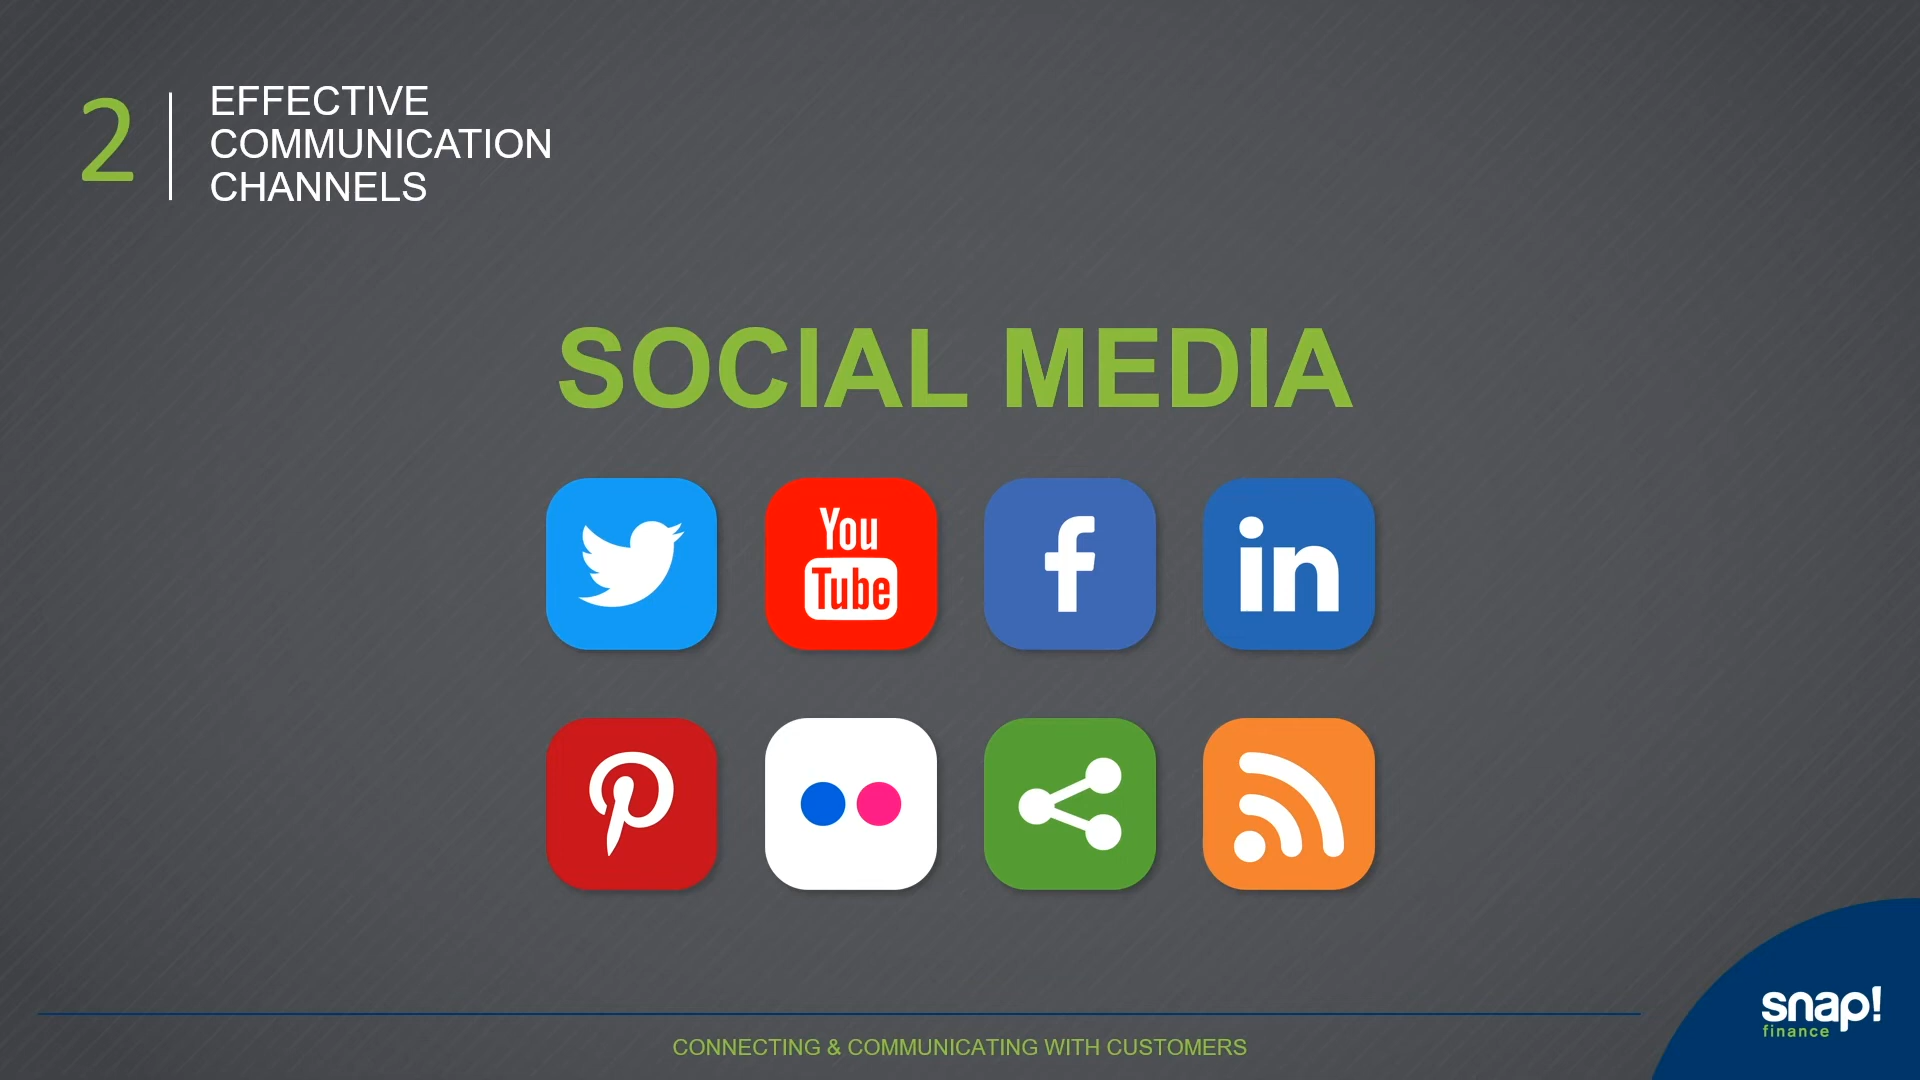 2
EFFECTIVE
COMMUNICATION
CHANNELS
SOCIAL MEDIA
You
Tube
f
in
snap!
finance
CONNECTING & COMMUNICATING WITH CUSTOMERS